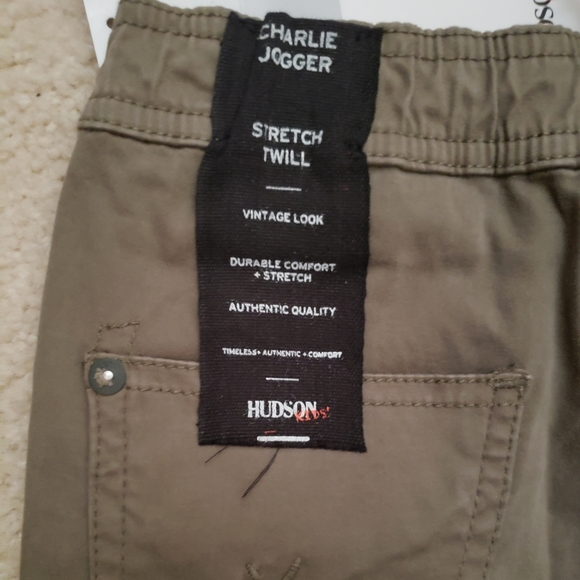 CHARLIE
JOGGER
STRETCH
TWILL
VINTAGE LOOK
DURABLE COMFORT
+ STRETCH
AUTHENTIC QUALITY
TIMELESS + AUTHENTIC + COMFORT
HUDSON
KIDS'